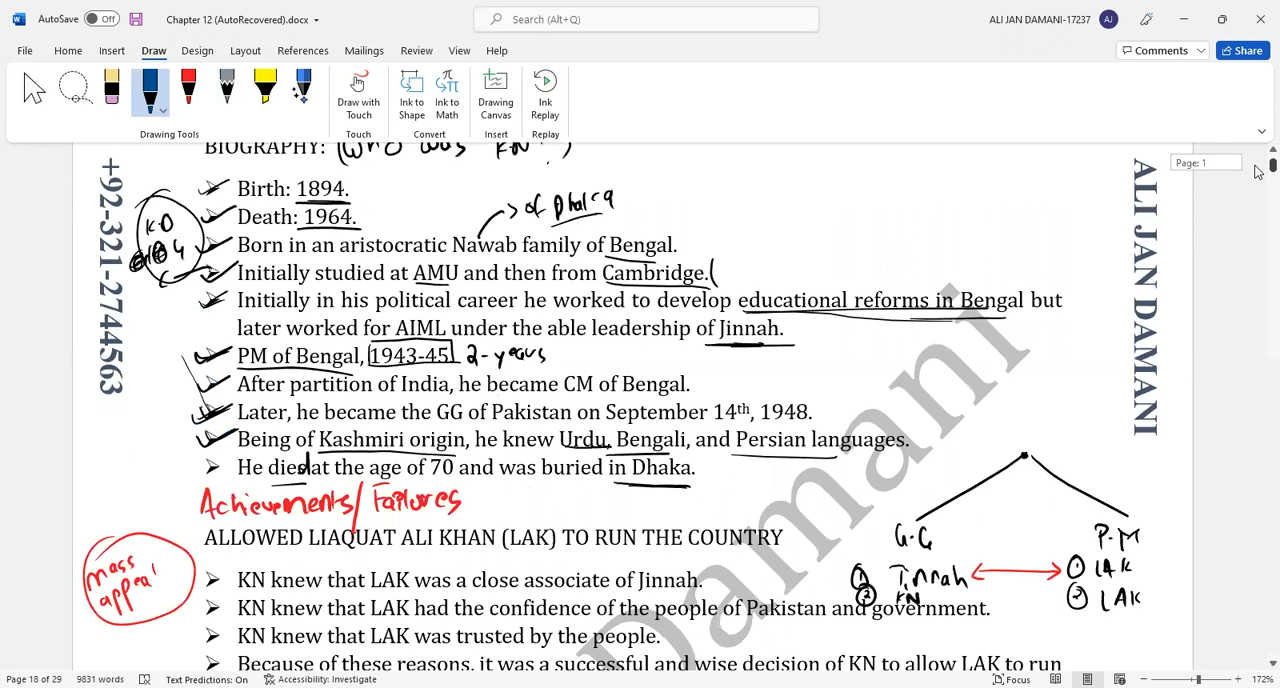 AutoSave Off Chapter 12 (AutoRecovered).docx Search (Alt+Q) ALI JAN DAMANI-17237 AJ
File Home Insert Draw Design Layout References Mailings Review View Help Comments Share
Draw with Touch Ink to Shape Ink to Math Drawing Canvas Ink Replay
Drawing Tools Touch Convert Insert Replay
Page: 1
BIOGRAPHY: (who was KN?)
Birth: 1894.
of Dhaka
Death: 1964.
Born in an aristocratic Nawab family of Bengal.
Initially studied at AMU and then from Cambridge.(
Initially in his political career he worked to develop educational reforms in Bengal but
later worked for AIML under the able leadership of Jinnah.
PM of Bengal, 1943-45 2-years
After partition of India, he became CM of Bengal.
Later, he became the GG of Pakistan on September 14th, 1948.
Being of Kashmiri origin, he knew Urdu, Bengali, and Persian languages.
He died at the age of 70 and was buried in Dhaka.
Achievements/Failures
ALLOWED LIAQUAT ALI KHAN (LAK) TO RUN THE COUNTRY
KN knew that LAK was a close associate of Jinnah.
KN knew that LAK had the confidence of the people of Pakistan and government.
KN knew that LAK was trusted by the people.
Because of these reasons, it was a successful and wise decision of KN to allow LAK to run
mass
appeal
G.G P.M
① Jinnah ① LAK
② KN ② LAK
+92-321-2744563
ALI JAN DAMANI
Damani
Page 18 of 29 9831 words Text Predictions: On Accessibility: Investigate Focus 172%